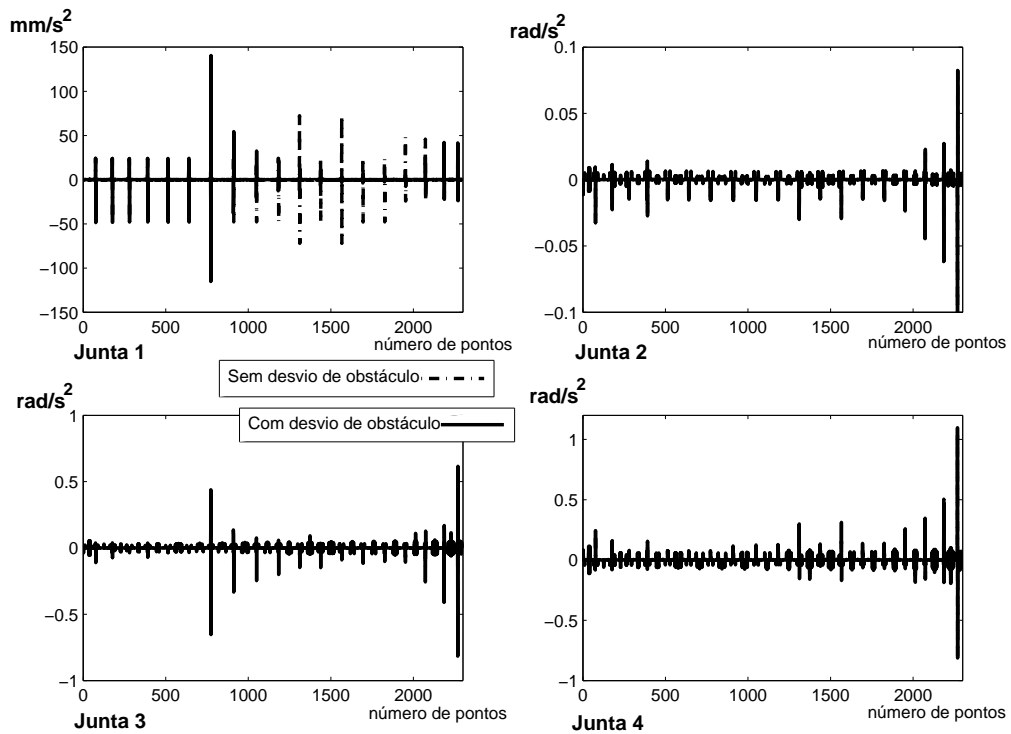 mm/s2
150
100
50
0
−50
−100
−150
0 500 1000 1500 2000
número de pontos
Junta 1
rad/s2
0.1
0.05
0
−0.05
−0.1
0 500 1000 1500 2000
número de pontos
Junta 2
Sem desvio de obstáculo
Com desvio de obstáculo
rad/s2
1
0.5
0
−0.5
−1
0 500 1000 1500 2000
número de pontos
Junta 3
rad/s2
1
0.5
0
−0.5
−1
0 500 1000 1500 2000
número de pontos
Junta 4